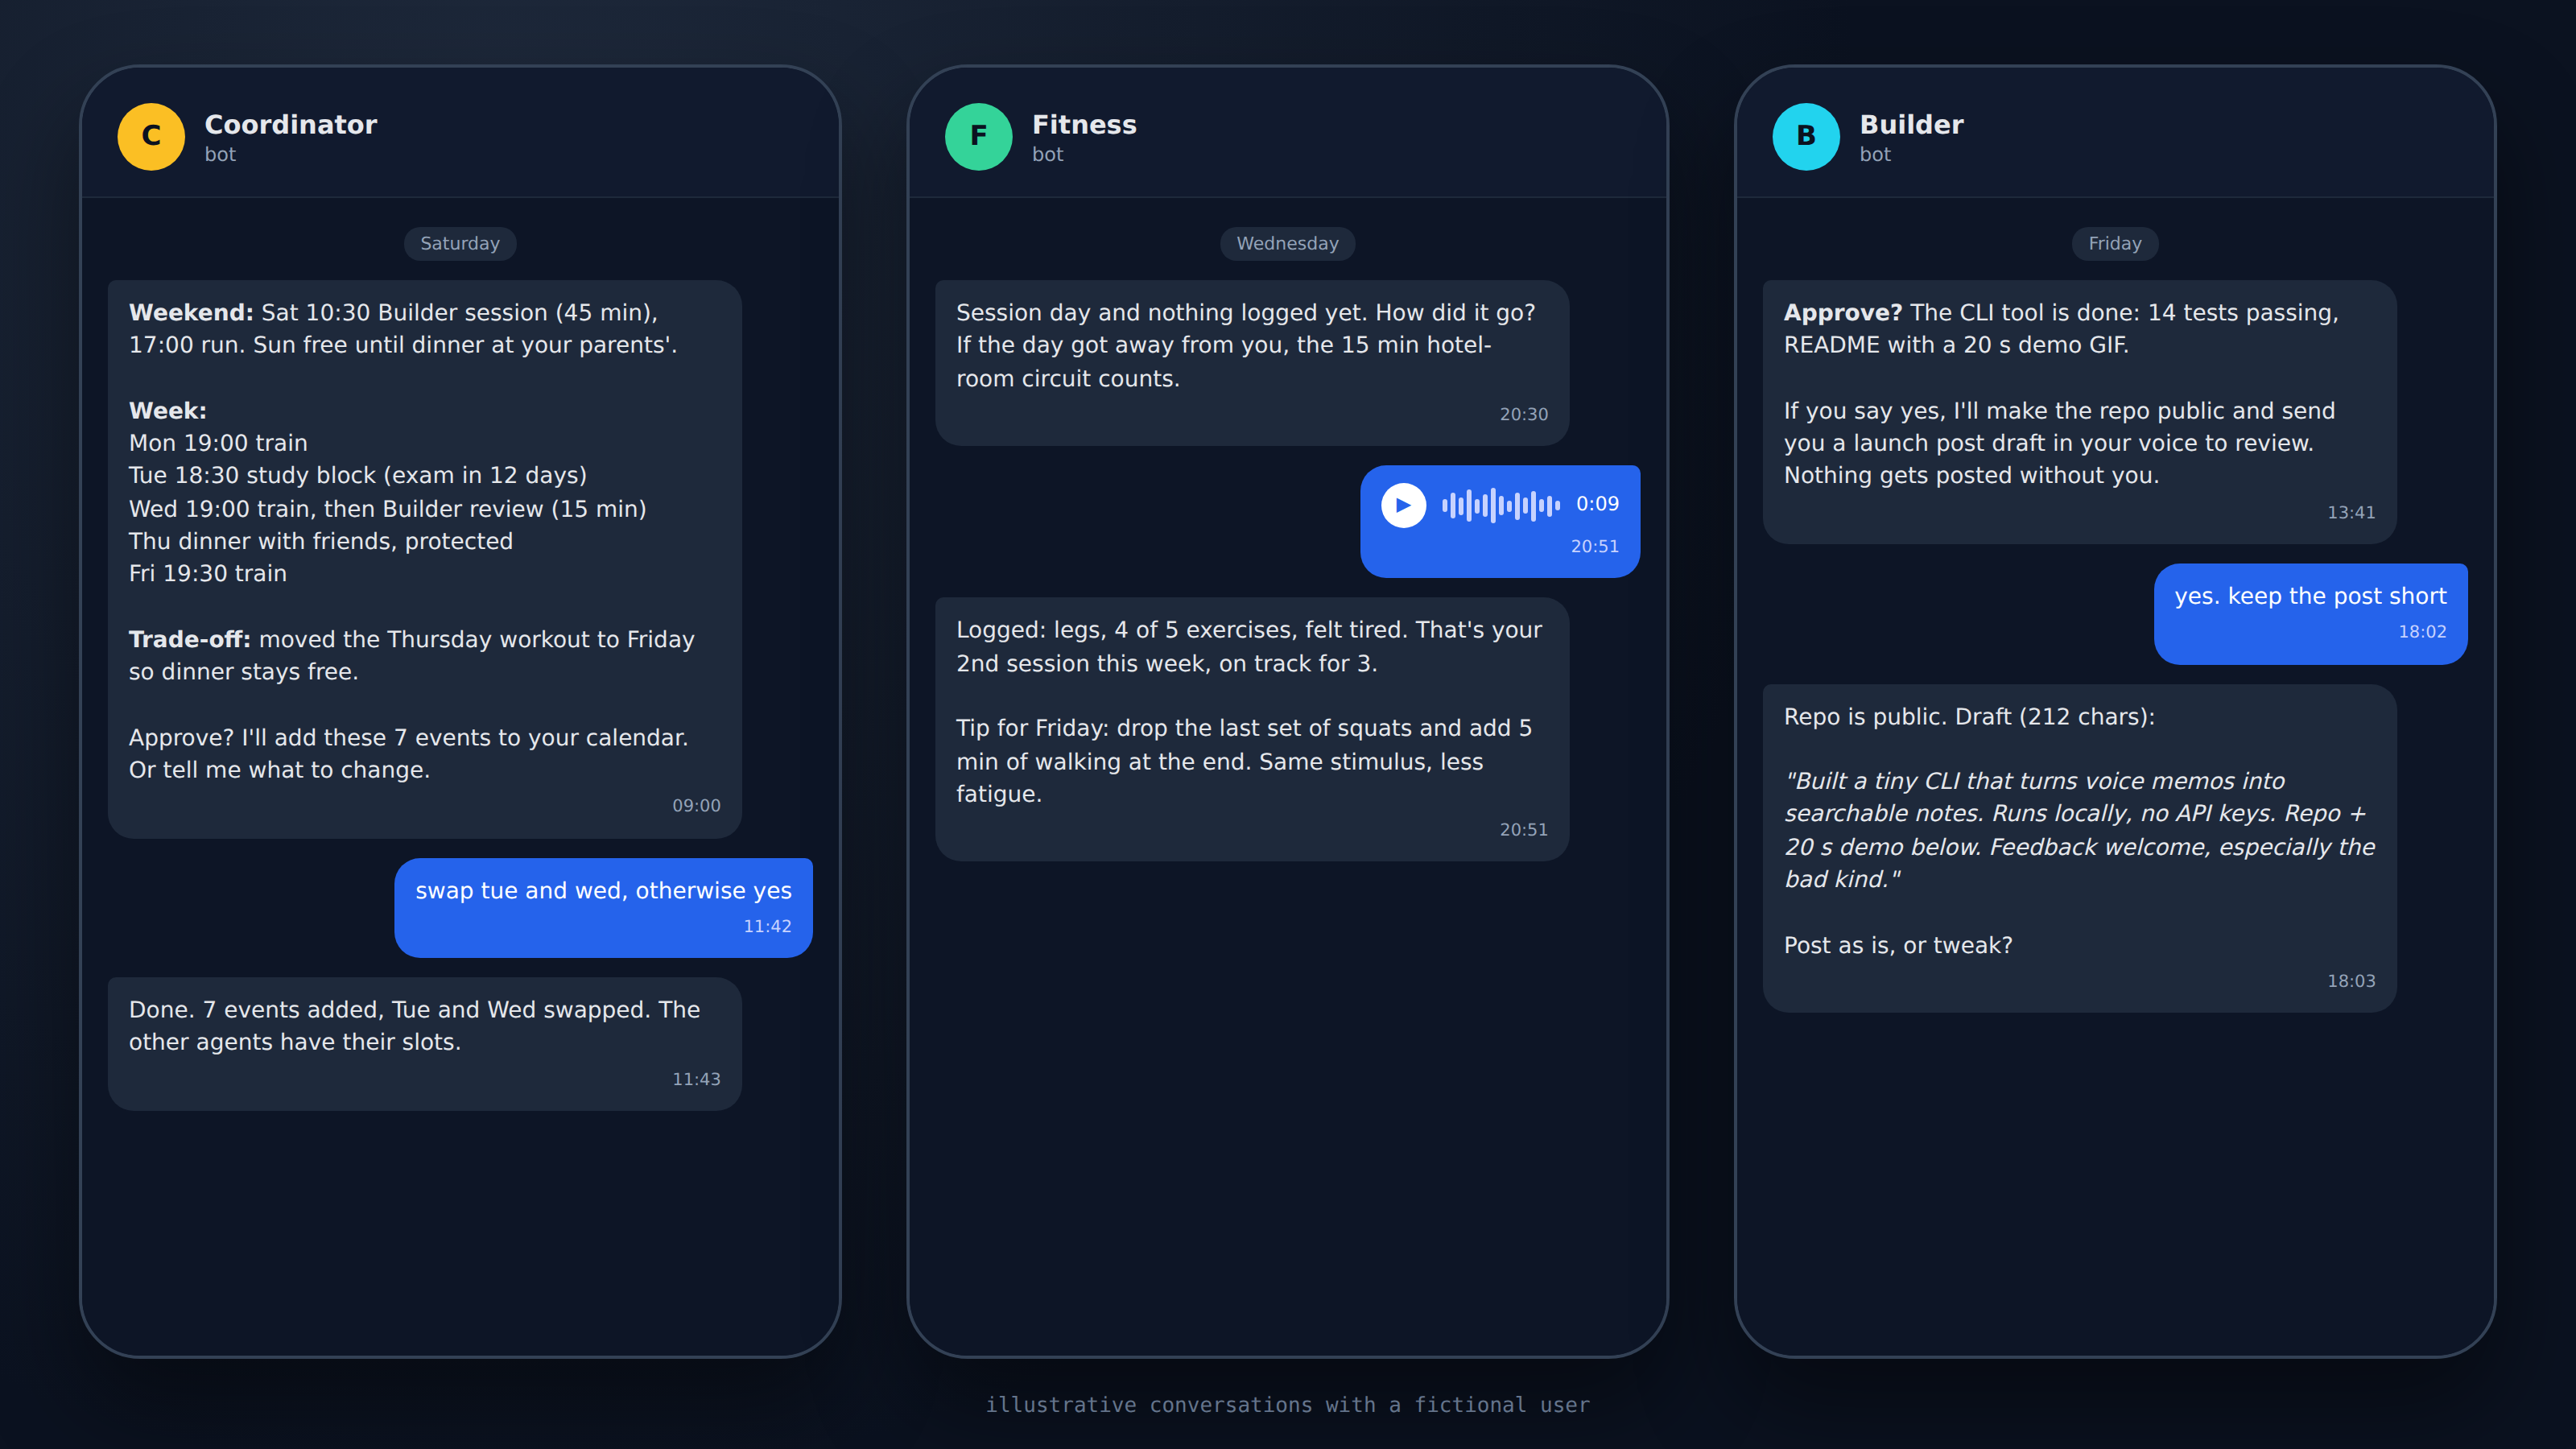 C
Coordinator
bot
Saturday
Weekend: Sat 10:30 Builder session (45 min),
17:00 run. Sun free until dinner at your parents'.
Week:
Mon 19:00 train
Tue 18:30 study block (exam in 12 days)
Wed 19:00 train, then Builder review (15 min)
Thu dinner with friends, protected
Fri 19:30 train
Trade-off: moved the Thursday workout to Friday
so dinner stays free.
Approve? I'll add these 7 events to your calendar.
Or tell me what to change.
09:00
swap tue and wed, otherwise yes
11:42
Done. 7 events added, Tue and Wed swapped. The
other agents have their slots.
11:43
F
Fitness
bot
Wednesday
Session day and nothing logged yet. How did it go?
If the day got away from you, the 15 min hotel-
room circuit counts.
20:30
0:09
20:51
Logged: legs, 4 of 5 exercises, felt tired. That's your
2nd session this week, on track for 3.
Tip for Friday: drop the last set of squats and add 5
min of walking at the end. Same stimulus, less
fatigue.
20:51
B
Builder
bot
Friday
Approve? The CLI tool is done: 14 tests passing,
README with a 20 s demo GIF.
If you say yes, I'll make the repo public and send
you a launch post draft in your voice to review.
Nothing gets posted without you.
13:41
yes. keep the post short
18:02
Repo is public. Draft (212 chars):
"Built a tiny CLI that turns voice memos into
searchable notes. Runs locally, no API keys. Repo +
20 s demo below. Feedback welcome, especially the
bad kind."
Post as is, or tweak?
18:03
illustrative conversations with a fictional user